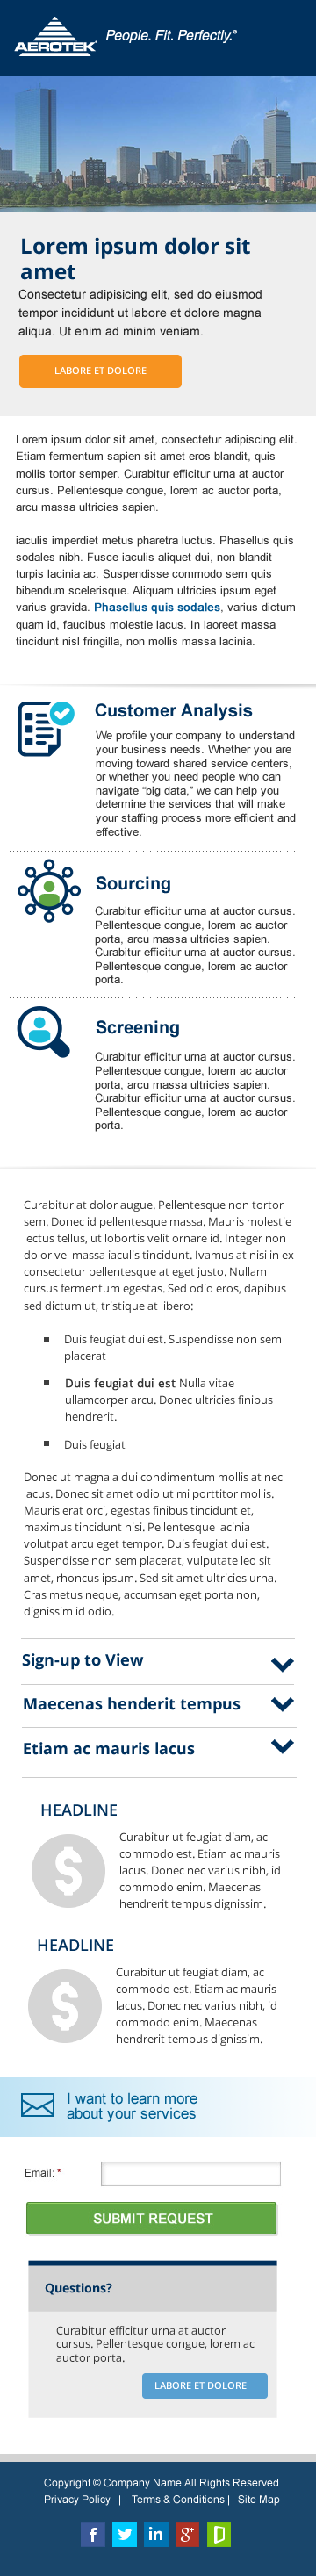 AEROTEK People. Fit. Perfectly.®
Lorem ipsum dolor sit
amet
Consectetur adipisicing elit, sed do eiusmod
tempor incididunt ut labore et dolore magna
aliqua. Ut enim ad minim veniam.
LABORE ET DOLORE
Lorem ipsum dolor sit amet, consectetur adipiscing elit.
Etiam fermentum sapien sit amet eros blandit, quis
mollis tortor semper. Curabitur efficitur urna at auctor
cursus. Pellentesque congue, lorem ac auctor porta,
arcu massa ultricies sapien.
iaculis imperdiet metus pharetra luctus. Phasellus quis
sodales nibh. Fusce iaculis aliquet dui, non blandit
turpis lacinia ac. Suspendisse commodo sem quis
bibendum scelerisque. Aliquam ultricies ipsum eget
varius gravida. Phasellus quis sodales, varius dictum
quam id, faucibus molestie lacus. In laoreet massa
tincidunt nisl fringilla, non mollis massa lacinia.
Customer Analysis
We profile your company to understand
your business needs. Whether you are
moving toward shared service centers,
or whether you need people who can
navigate “big data,” we can help you
determine the services that will make
your staffing process more efficient and
effective.
Sourcing
Curabitur efficitur urna at auctor cursus.
Pellentesque congue, lorem ac auctor
porta, arcu massa ultricies sapien.
Curabitur efficitur urna at auctor cursus.
Pellentesque congue, lorem ac auctor
porta.
Screening
Curabitur efficitur urna at auctor cursus.
Pellentesque congue, lorem ac auctor
porta, arcu massa ultricies sapien.
Curabitur efficitur urna at auctor cursus.
Pellentesque congue, lorem ac auctor
porta.
Curabitur at dolor augue. Pellentesque non tortor
sem. Donec id pellentesque massa. Mauris molestie
lectus tellus, ut lobortis velit ornare id. Integer non
dolor vel massa iaculis tincidunt. Ivamus at nisi in ex
consectetur pellentesque at eget justo. Nullam
cursus fermentum egestas. Sed odio eros, dapibus
sed dictum ut, tristique at libero:
Duis feugiat dui est. Suspendisse non sem
placerat
Duis feugiat dui est Nulla vitae
ullamcorper arcu. Donec ultricies finibus
hendrerit.
Duis feugiat
Donec ut magna a dui condimentum mollis at nec
lacus. Donec sit amet odio ut mi porttitor mollis.
Mauris erat orci, egestas finibus tincidunt et,
maximus tincidunt nisi. Pellentesque lacinia
volutpat arcu eget tempor. Duis feugiat dui est.
Suspendisse non sem placerat, vulputate leo sit
amet, rhoncus ipsum. Sed sit amet ultricies urna.
Cras metus neque, accumsan eget porta non,
dignissim id odio.
Sign-up to View
Maecenas henderit tempus
Etiam ac mauris lacus
HEADLINE
Curabitur ut feugiat diam, ac
commodo est. Etiam ac mauris
lacus. Donec nec varius nibh, id
commodo enim. Maecenas
hendrerit tempus dignissim.
HEADLINE
Curabitur ut feugiat diam, ac
commodo est. Etiam ac mauris
lacus. Donec nec varius nibh, id
commodo enim. Maecenas
hendrerit tempus dignissim.
I want to learn more
about your services
Email: *
SUBMIT REQUEST
Questions?
Curabitur efficitur urna at auctor
cursus. Pellentesque congue, lorem ac
auctor porta.
LABORE ET DOLORE
Copyright © Company Name All Rights Reserved.
Privacy Policy | Terms & Conditions | Site Map